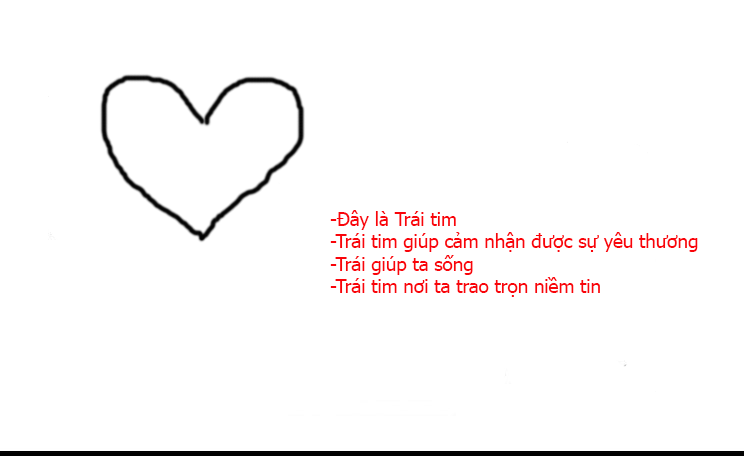 -Đây là Trái tim
-Trái tim giúp cảm nhận được sự yêu thương
-Trái giúp ta sống
-Trái tim nơi ta trao trọn niềm tin